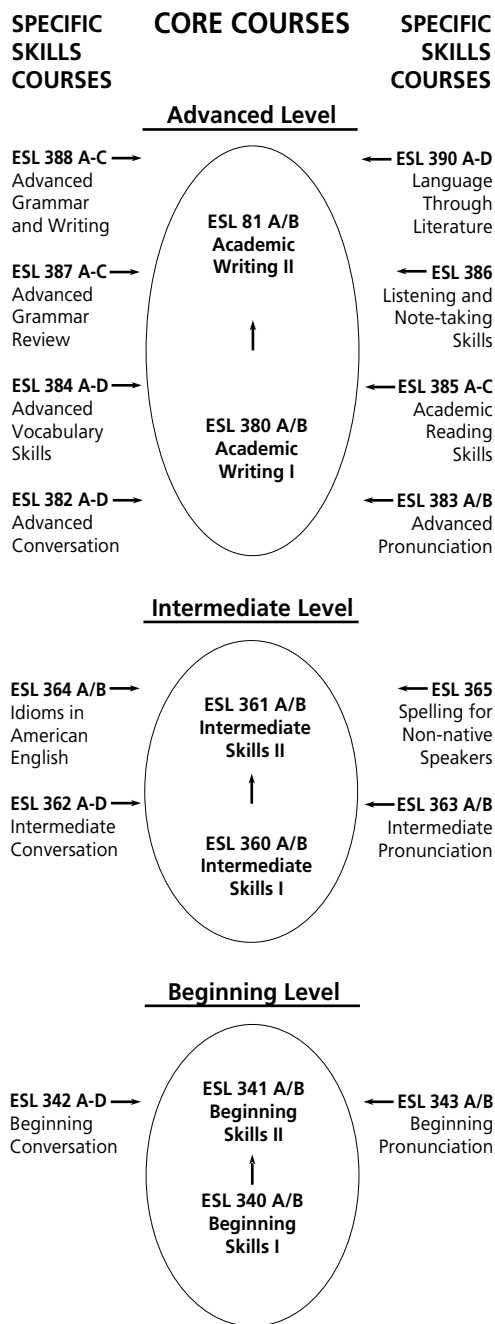 SPECIFIC
SKILLS
COURSES
CORE COURSES
SPECIFIC
SKILLS
COURSES
Advanced Level
ESL 388 A-C
Advanced
Grammar
and Writing
ESL 387 A-C
Advanced
Grammar
Review
ESL 384 A-D
Advanced
Vocabulary
Skills
ESL 382 A-D
Advanced
Conversation
ESL 81 A/B
Academic
Writing II
ESL 380 A/B
Academic
Writing I
ESL 390 A-D
Language
Through
Literature
ESL 386
Listening and
Note-taking
Skills
ESL 385 A-C
Academic
Reading
Skills
ESL 383 A/B
Advanced
Pronunciation
Intermediate Level
ESL 364 A/B
Idioms in
American
English
ESL 362 A-D
Intermediate
Conversation
ESL 361 A/B
Intermediate
Skills II
ESL 360 A/B
Intermediate
Skills I
ESL 365
Spelling for
Non-native
Speakers
ESL 363 A/B
Intermediate
Pronunciation
Beginning Level
ESL 342 A-D
Beginning
Conversation
ESL 341 A/B
Beginning
Skills II
ESL 340 A/B
Beginning
Skills I
ESL 343 A/B
Beginning
Pronunciation